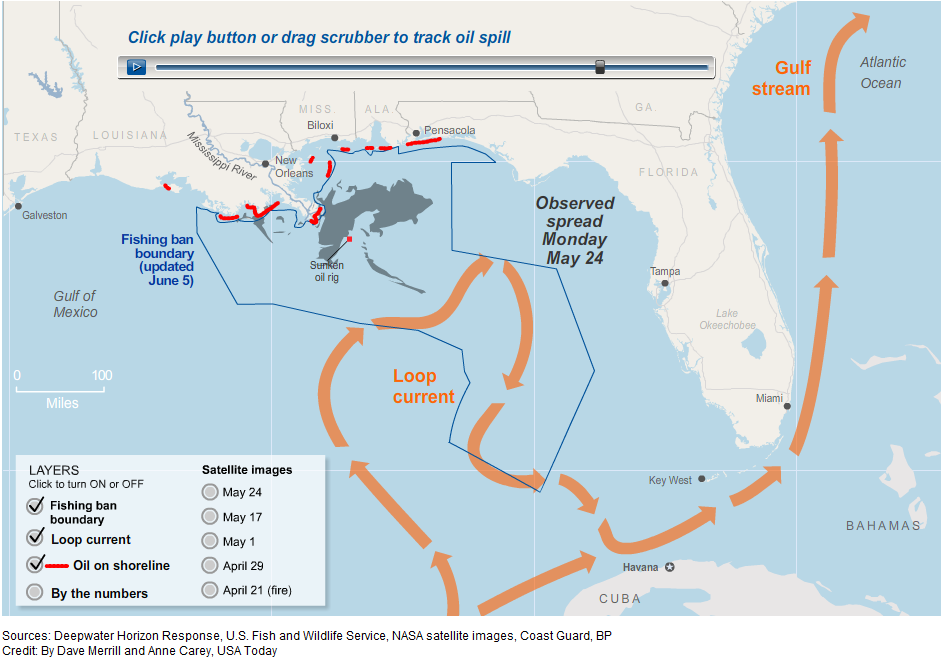 Click play button or drag scrubber to track oil spill
Gulf
stream
Atlantic
Ocean
MISS.
ALA.
GA.
Biloxi
Pensacola
TEXAS
LOUISIANA
Mississippi River
New
Orleans
FLORIDA
Galveston
Observed
spread
Monday
May 24
Fishing ban
boundary
(updated
June 5)
Sunken
oil rig
Tampa
Gulf of
Mexico
Lake
Okeechobee
0 100
Miles
Loop
current
Miami
LAYERS
Click to turn ON or OFF
Fishing ban
boundary
Loop current
Oil on shoreline
By the numbers
Satellite images
May 24
May 17
May 1
April 29
April 21 (fire)
Key West
BAHAMAS
Havana
CUBA
Sources: Deepwater Horizon Response, U.S. Fish and Wildlife Service, NASA satellite images, Coast Guard, BP
Credit: By Dave Merrill and Anne Carey, USA Today